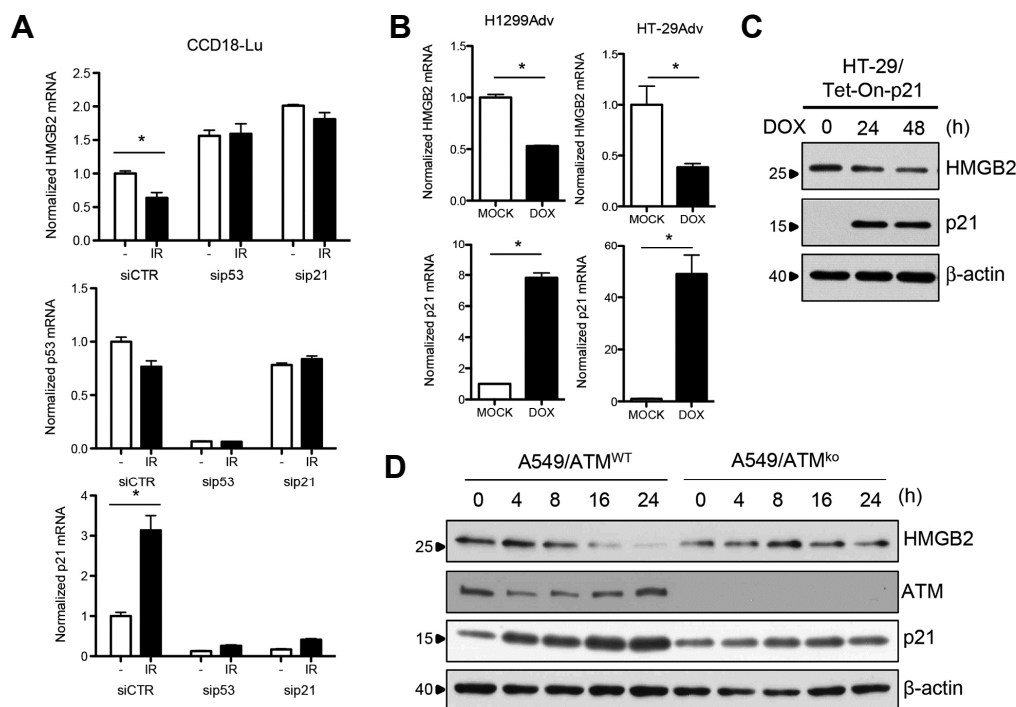 A
CCD18-Lu
Normalized HMGB2 mRNA
2.5
2.0
1.5
1.0
0.5
0.0
*
- IR - IR - IR
siCTR sip53 sip21
Normalized p53 mRNA
1.5
1.0
0.5
0.0
- IR - IR - IR
siCTR sip53 sip21
Normalized p21 mRNA
4
3
2
1
0
*
- IR - IR - IR
siCTR sip53 sip21
B
H1299Adv
Normalized HMGB2 mRNA
1.5
1.0
0.5
0.0
*
MOCK DOX
HT-29Adv
Normalized HMGB2 mRNA
1.5
1.0
0.5
0.0
*
MOCK DOX
Normalized p21 mRNA
10
8
6
4
2
0
*
MOCK DOX
Normalized p21 mRNA
60
40
20
0
*
MOCK DOX
C
HT-29/
Tet-On-p21
DOX 0 24 48 (h)
25 HMGB2
15 p21
40 β-actin
D
A549/ATMWT A549/ATMko
0 4 8 16 24 0 4 8 16 24 (h)
25 HMGB2
ATM
15 p21
40 β-actin